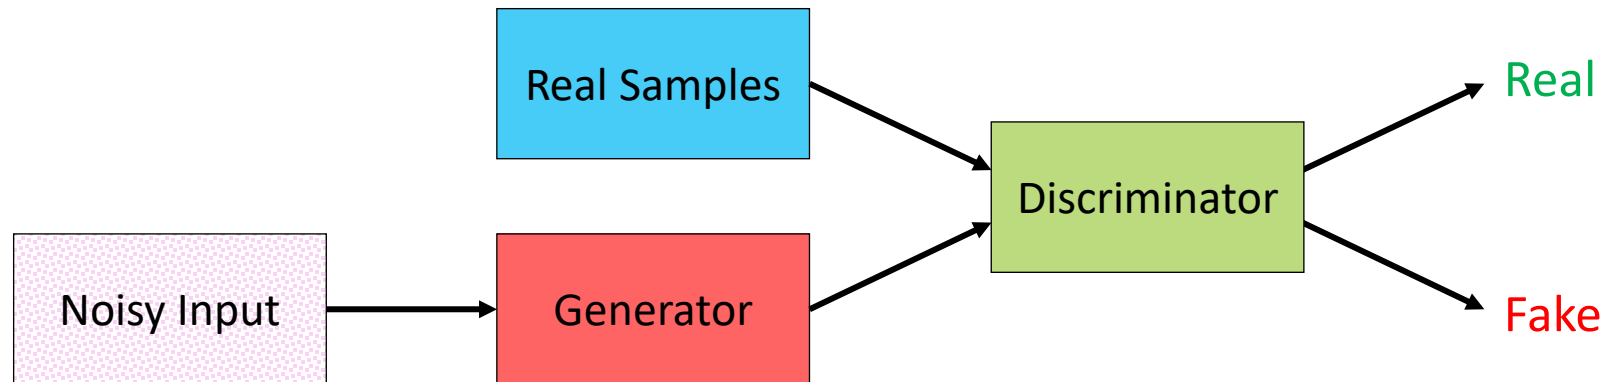 Real Samples
Real
Discriminator
Noisy Input
Generator
Fake